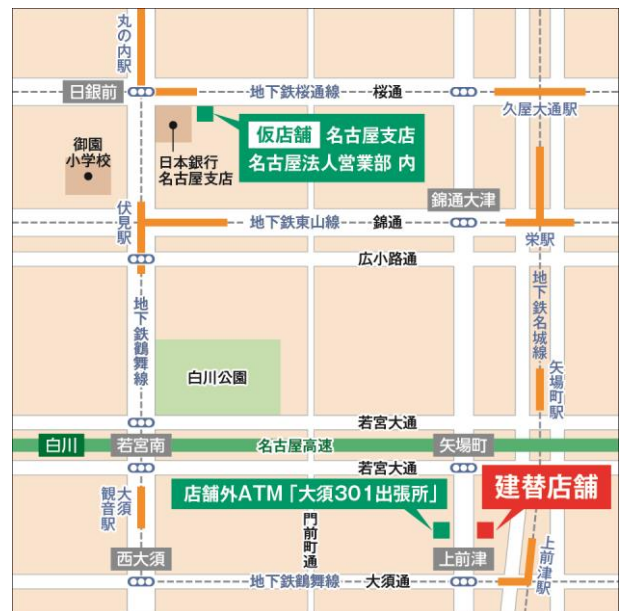 丸の内駅
日銀前
地下鉄桜通線
桜通
久屋大通駅
仮店舗 名古屋支店
名古屋法人営業部 内
御園
小学校
日本銀行
名古屋支店
錦通大津
伏見駅
地下鉄東山線
錦通
栄駅
広小路通
地下鉄鶴舞線
地下鉄名城線
白川公園
矢場町駅
若宮大通
白川
若宮南
名古屋高速
矢場町
若宮大通
大須
観音駅
店舗外ATM「大須301出張所」
建替店舗
門前町通
西大須
上前津
上前津駅
地下鉄鶴舞線
大須通